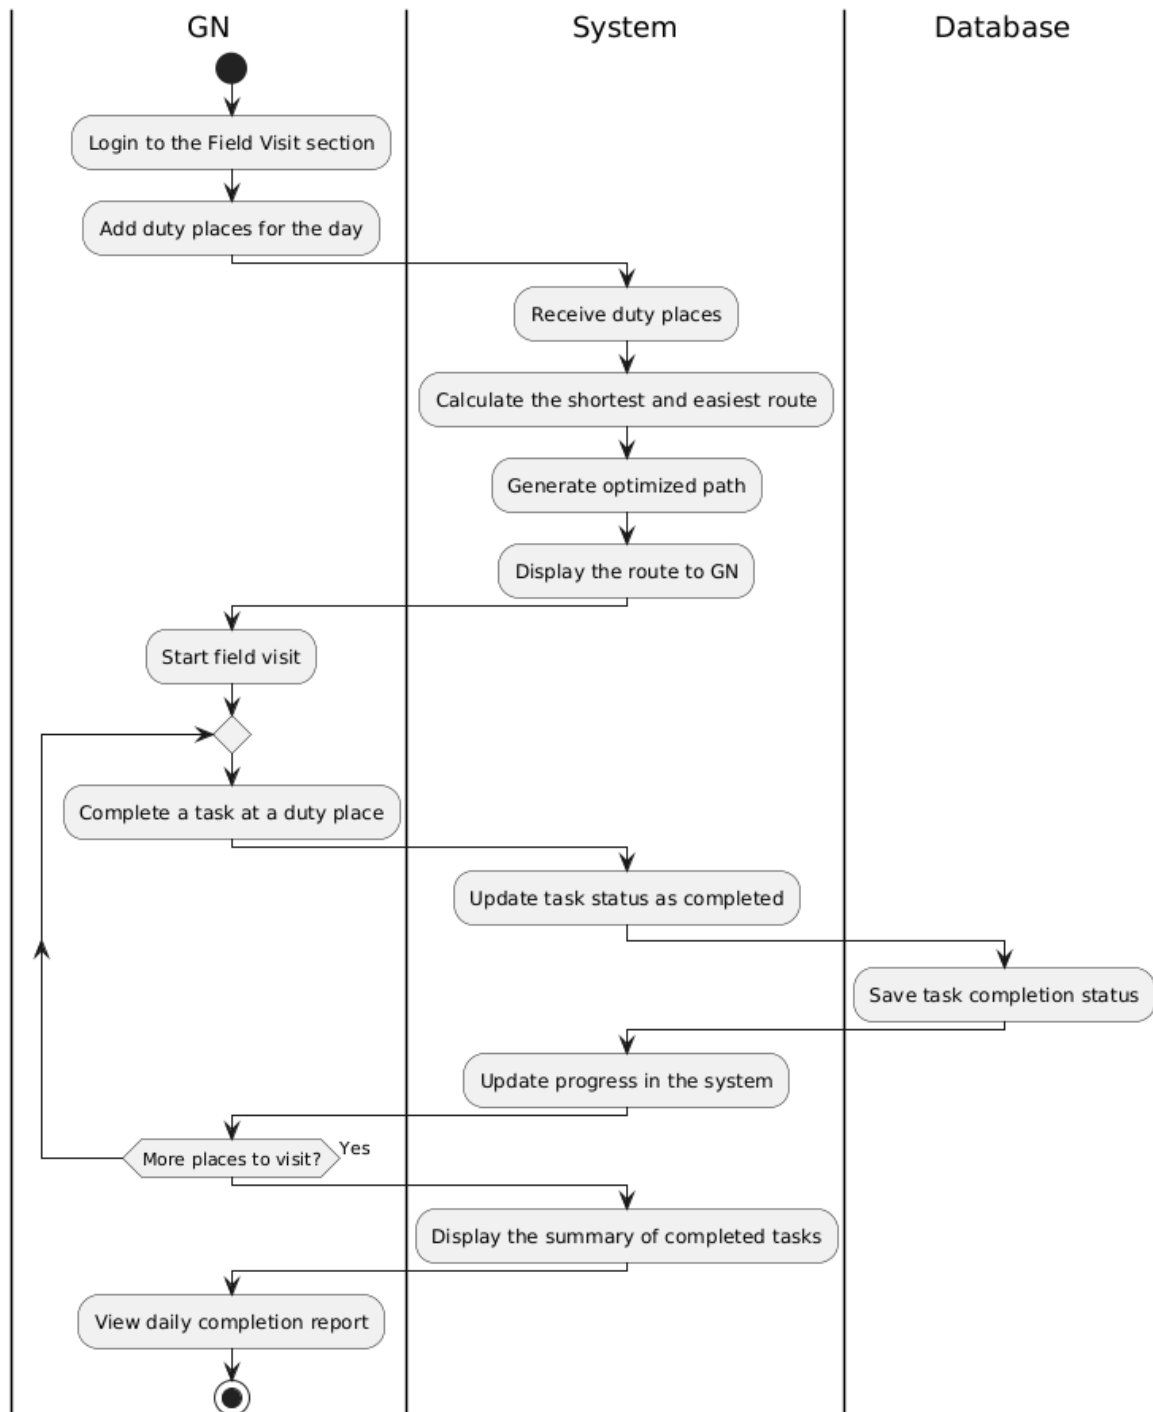 GN
System
Database
Login to the Field Visit section
Add duty places for the day
Receive duty places
Calculate the shortest and easiest route
Generate optimized path
Display the route to GN
Start field visit
Complete a task at a duty place
Update task status as completed
Save task completion status
Update progress in the system
More places to visit?
Yes
Display the summary of completed tasks
View daily completion report